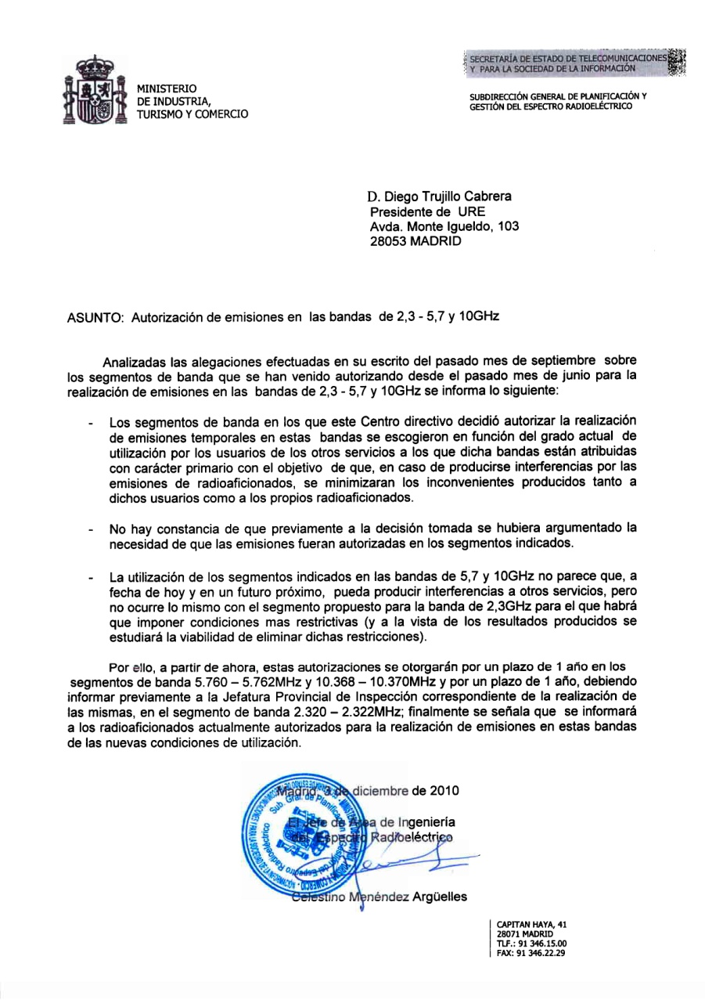 MINISTERIO
DE INDUSTRIA,
TURISMO Y COMERCIO
SECRETARÍA DE ESTADO DE TELECOMUNICACIONES
Y PARA LA SOCIEDAD DE LA INFORMACIÓN
SUBDIRECCIÓN GENERAL DE PLANIFICACIÓN Y
GESTIÓN DEL ESPECTRO RADIOELÉCTRICO
D. Diego Trujillo Cabrera
Presidente de URE
Avda. Monte Igueldo, 103
28053 MADRID
ASUNTO: Autorización de emisiones en las bandas de 2,3 - 5,7 y 10GHz
Analizadas las alegaciones efectuadas en su escrito del pasado mes de septiembre sobre
los segmentos de banda que se han venido autorizando desde el pasado mes de junio para la
realización de emisiones en las bandas de 2,3 - 5,7 y 10GHz se informa lo siguiente:
- Los segmentos de banda en los que este Centro directivo decidió autorizar la realización
de emisiones temporales en estas bandas se escogieron en función del grado actual de
utilización por los usuarios de los otros servicios a los que dicha bandas están atribuidas
con carácter primario con el objetivo de que, en caso de producirse interferencias por las
emisiones de radioaficionados, se minimizaran los inconvenientes producidos tanto a
dichos usuarios como a los propios radioaficionados.
- No hay constancia de que previamente a la decisión tomada se hubiera argumentado la
necesidad de que las emisiones fueran autorizadas en los segmentos indicados.
- La utilización de los segmentos indicados en las bandas de 5,7 y 10GHz no parece que, a
fecha de hoy y en un futuro próximo, pueda producir interferencias a otros servicios, pero
no ocurre lo mismo con el segmento propuesto para la banda de 2,3GHz para el que habrá
que imponer condiciones mas restrictivas (y a la vista de los resultados producidos se
estudiará la viabilidad de eliminar dichas restricciones).
Por ello, a partir de ahora, estas autorizaciones se otorgarán por un plazo de 1 año en los
segmentos de banda 5.760 – 5.762MHz y 10.368 – 10.370MHz y por un plazo de 1 año, debiendo
informar previamente a la Jefatura Provincial de Inspección correspondiente de la realización de
las mismas, en el segmento de banda 2.320 – 2.322MHz; finalmente se señala que se informará
a los radioaficionados actualmente autorizados para la realización de emisiones en estas bandas
de las nuevas condiciones de utilización.
Madrid, 3 de diciembre de 2010
El Jefe de Área de Ingeniería
del Espectro Radioeléctrico
Sub. Gral. de Planificación
y Gestión del Espectro Radioeléctrico
Celestino Menéndez Argüelles
CAPITAN HAYA, 41
28071 MADRID
TLF.: 91 346.15.00
FAX: 91 346.22.29